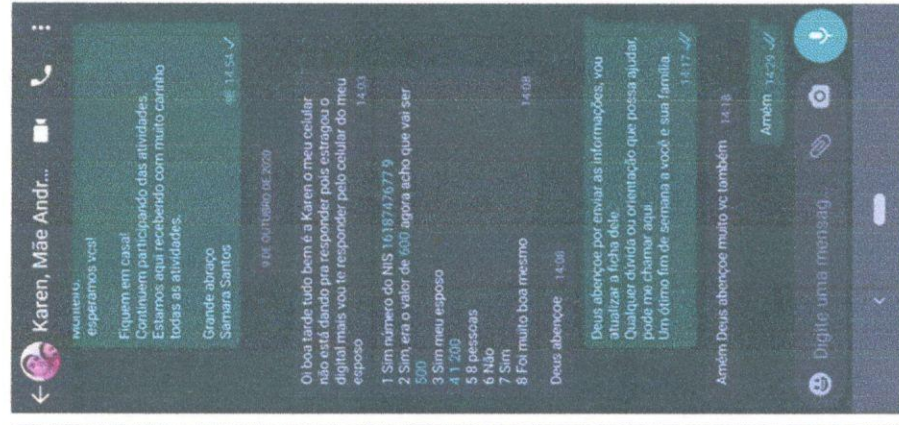 Karen, Mãe Andr...
Monteiro.
esperamos vcs!
Fiquem em casa!
Continuem participando das atividades.
Estamos aqui recebendo com muito carinho
todas as atividades.
Grande abraço
Samara Santos
14:54
9 DE OUTUBRO DE 2020
Oi boa tarde tudo bem é a Karen o meu celular
não está dando pra responder pois estragou o
digital mais vou te responder pelo celular do meu
esposo
14:03
1 Sim número do NIS 16187476779
2 Sim, era o valor de 600 agora acho que vai ser
500
3 Sim meu esposo
4 1 200
5 8 pessoas
6 Não
7 Sim
8 Foi muito boa mesmo
14:08
Deus abençoe 14:08
Deus abençoe por enviar as informações, vou
atualizar a ficha dele.
Qualquer dúvida ou orientação que possa ajudar,
pode me chamar aqui.
Um ótimo fim de semana a você e sua família.
14:17
Amém Deus abençoe muito vc também 14:18
Amém 14:29
Digite uma mensag...